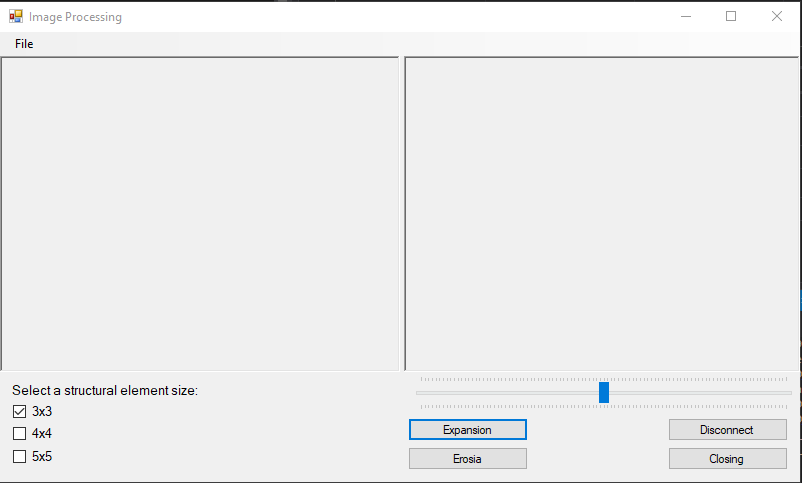 Image Processing
File
Select a structural element size:
3x3
4x4
5x5
Expansion
Disconnect
Erosia
Closing